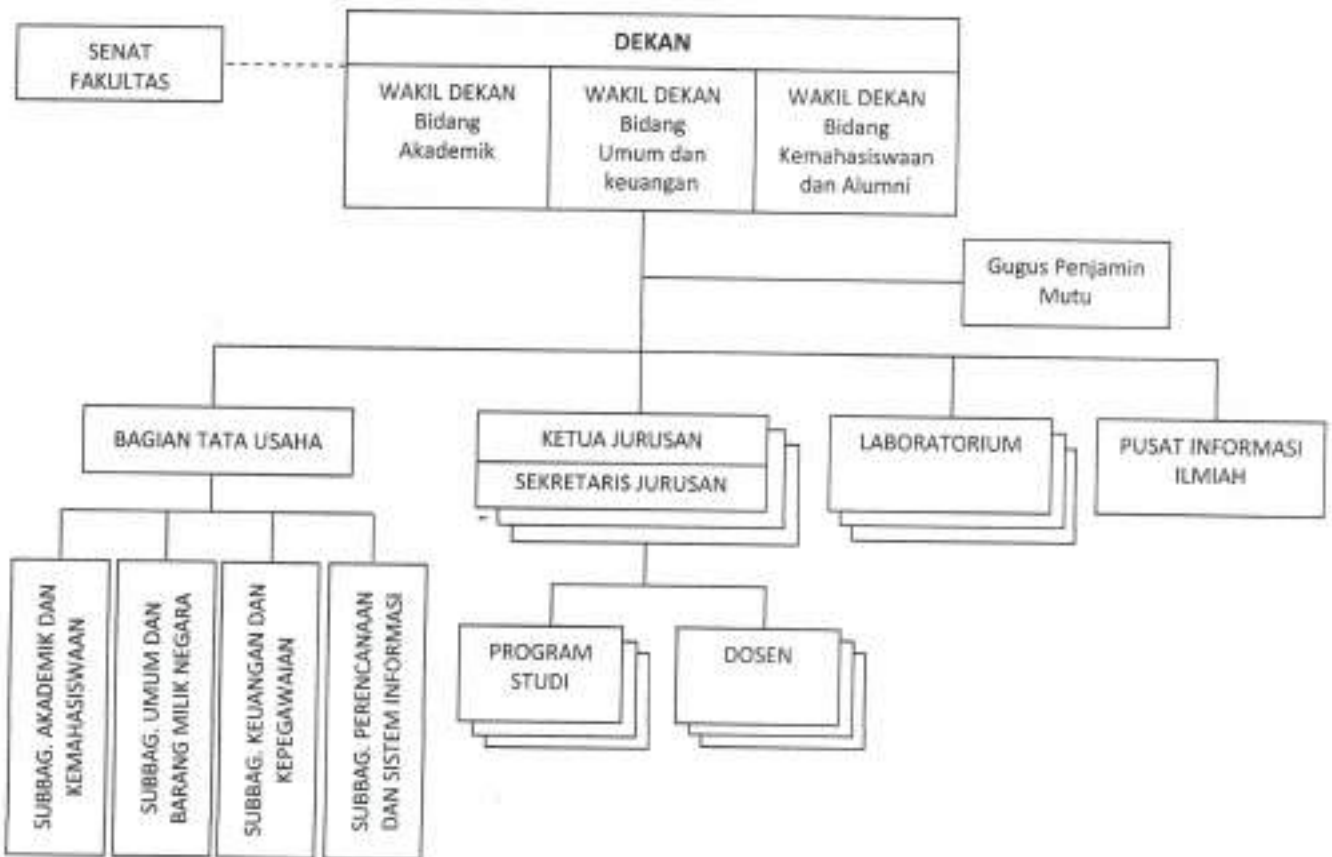 SENAT
FAKULTAS
DEKAN
WAKIL DEKAN
Bidang
Akademik
WAKIL DEKAN
Bidang
Umum dan
keuangan
WAKIL DEKAN
Bidang
Kemahasiswaan
dan Alumni
Gugus Penjamin
Mutu
BAGIAN TATA USAHA
KETUA JURUSAN
SEKRETARIS JURUSAN
LABORATORIUM
PUSAT INFORMASI
ILMIAH
SUBBAG. AKADEMIK DAN
KEMAHASISWAAN
SUBBAG. UMUM DAN
BARANG MILIK NEGARA
SUBBAG. KEUANGAN DAN
KEPEGAWAIAN
SUBBAG. PERENCANAAN
DAN SISTEM INFORMASI
PROGRAM
STUDI
DOSEN